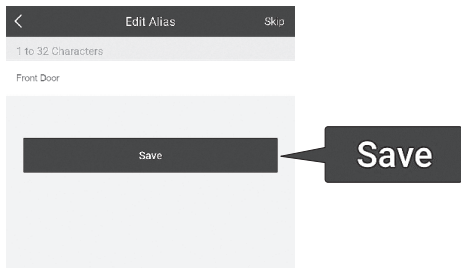 Edit Alias Skip
1 to 32 Characters
Front Door
Save
Save